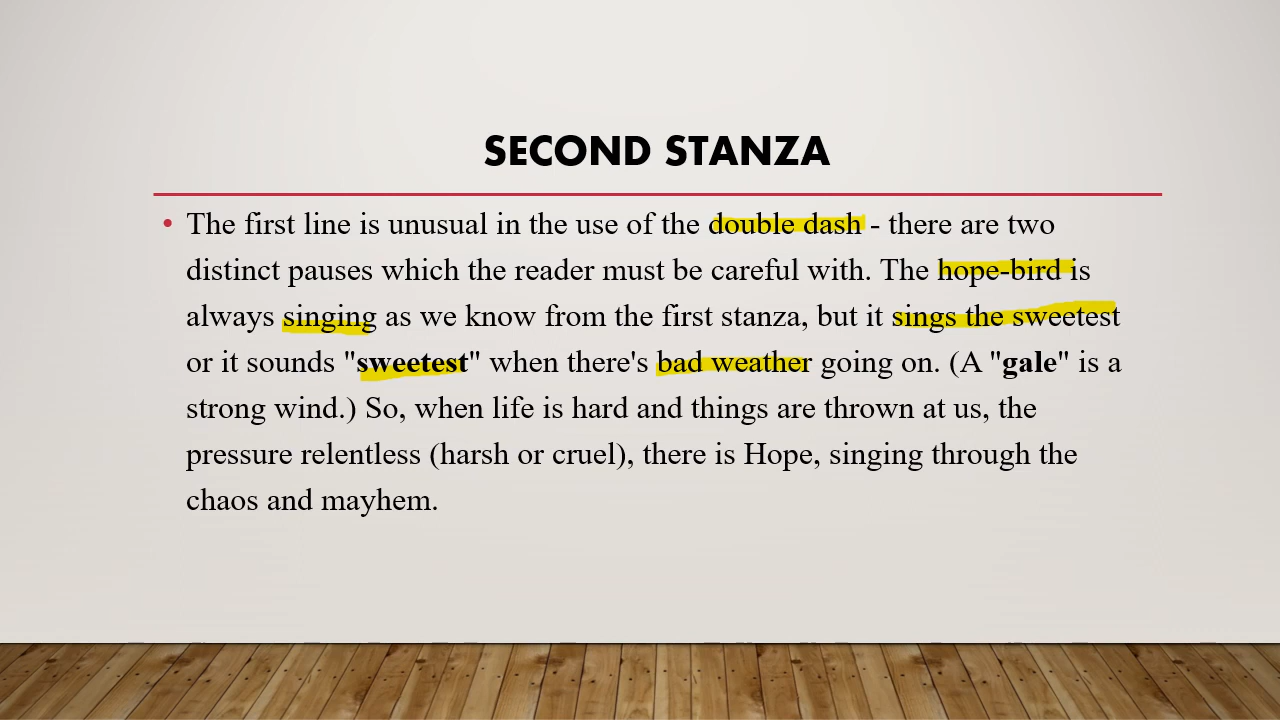 SECOND STANZA
• The first line is unusual in the use of the double dash - there are two
distinct pauses which the reader must be careful with. The hope-bird is
always singing as we know from the first stanza, but it sings the sweetest
or it sounds "sweetest" when there's bad weather going on. (A "gale" is a
strong wind.) So, when life is hard and things are thrown at us, the
pressure relentless (harsh or cruel), there is Hope, singing through the
chaos and mayhem.